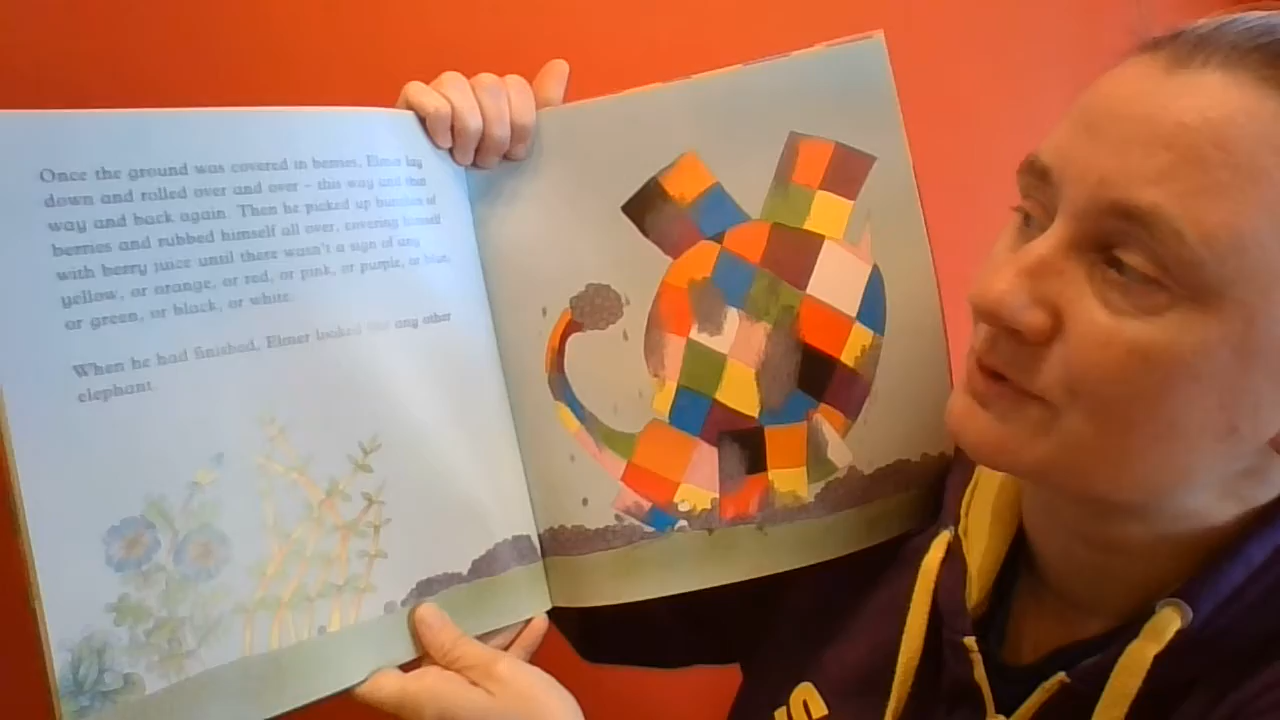 Once the ground was covered in berries, Elmer lay
down and rolled over and over – this way and that
way and back again. Then he picked up bunches of
berries and rubbed himself all over, covering himself
with berry juice until there wasn't a sign of any
yellow, or orange, or red, or pink, or purple, or blue,
or green, or black, or white.
When he had finished, Elmer looked like any other
elephant.